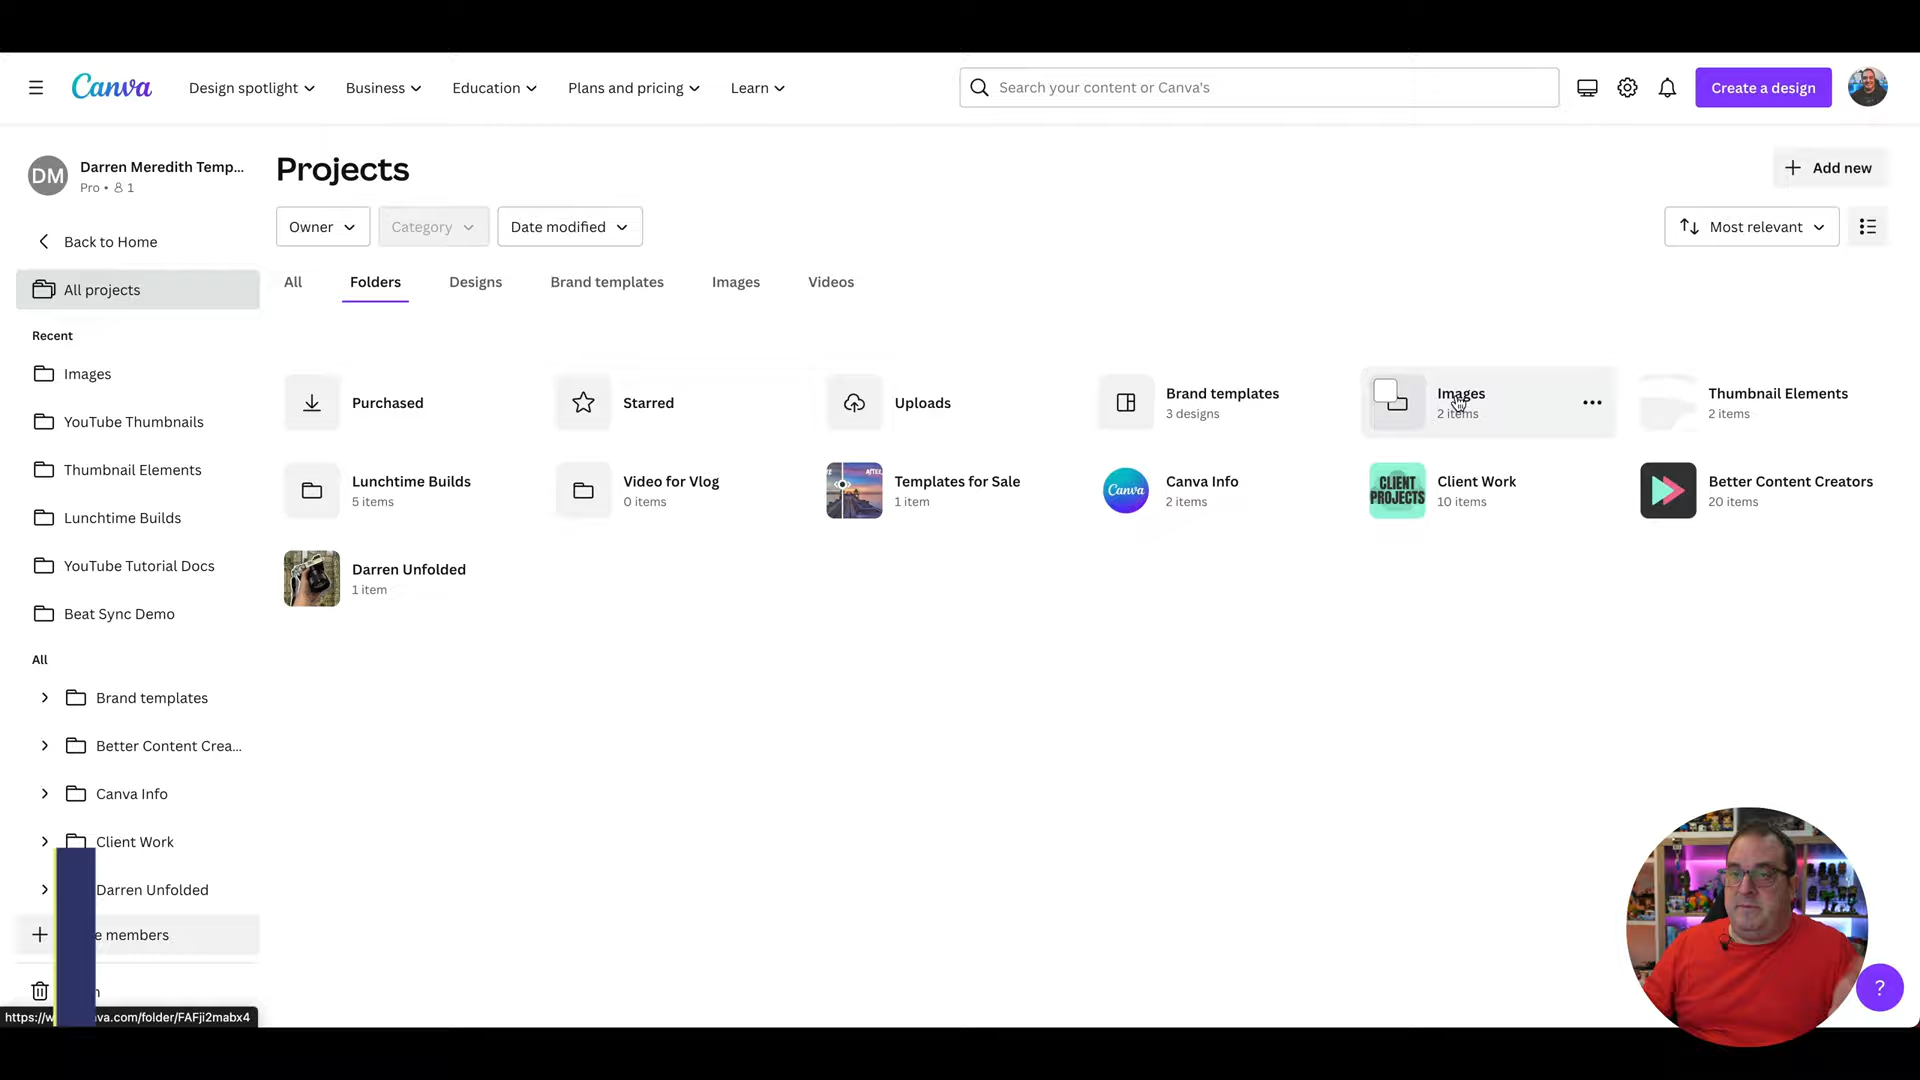 Canva
Design spotlight
Business
Education
Plans and pricing
Learn
Search your content or Canva's
Create a design
DM
Darren Meredith Temp...
Pro • 1
Back to Home
All projects
Recent
Images
YouTube Thumbnails
Thumbnail Elements
Lunchtime Builds
YouTube Tutorial Docs
Beat Sync Demo
All
Brand templates
Better Content Crea...
Canva Info
Client Work
Darren Unfolded
members
Projects
Add new
Owner
Category
Date modified
Most relevant
All
Folders
Designs
Brand templates
Images
Videos
Purchased
Starred
Uploads
Brand templates
3 designs
Images
2 items
Thumbnail Elements
2 items
Lunchtime Builds
5 items
Video for Vlog
0 items
Templates for Sale
1 item
Canva
Canva Info
2 items
CLIENT
PROJECTS
Client Work
10 items
Better Content Creators
20 items
Darren Unfolded
1 item
?
https://w
va.com/folder/FAFji2mabx4